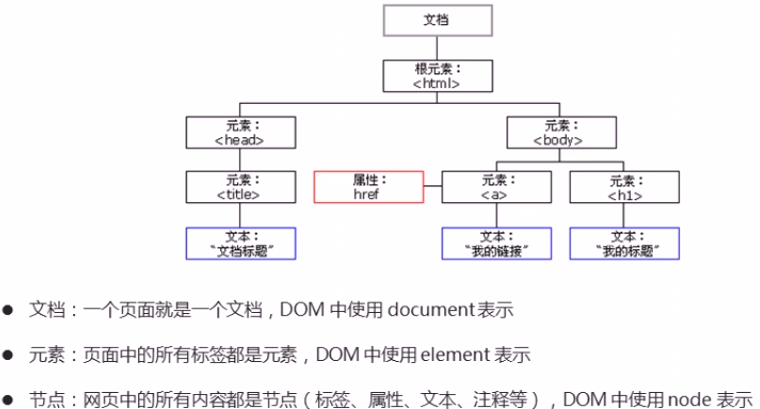 文档
根元素：
<html>
元素：
<head>
元素：
<body>
元素：
<title>
属性：
href
元素：
<a>
元素：
<h1>
文本：
“文档标题”
文本：
“我的链接”
文本：
“我的标题”
● 文档：一个页面就是一个文档，DOM 中使用 document 表示
● 元素：页面中的所有标签都是元素，DOM 中使用 element 表示
● 节点：网页中的所有内容都是节点（标签、属性、文本、注释等），DOM 中使用 node 表示